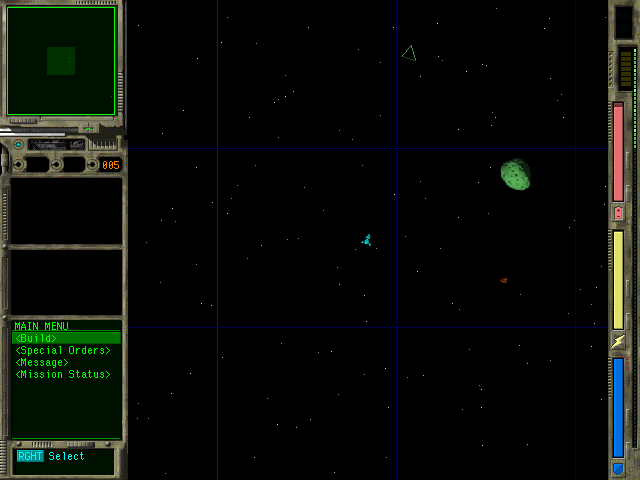 005
MAIN MENU
<Build>
<Special Orders>
<Message>
<Mission Status>
RGHT Select